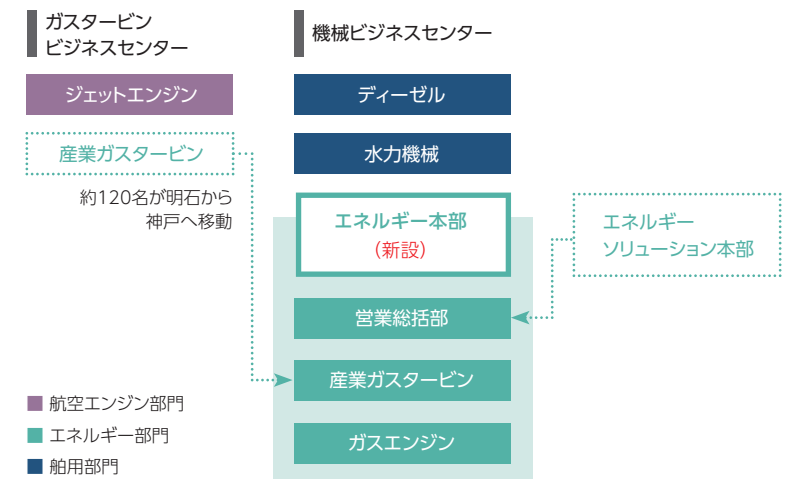 ガスタービン
ビジネスセンター
機械ビジネスセンター
ジェットエンジン
ディーゼル
産業ガスタービン
水力機械
約120名が明石から
神戸へ移動
エネルギー本部
（新設）
エネルギー
ソリューション本部
営業総括部
産業ガスタービン
ガスエンジン
航空エンジン部門
エネルギー部門
舶用部門